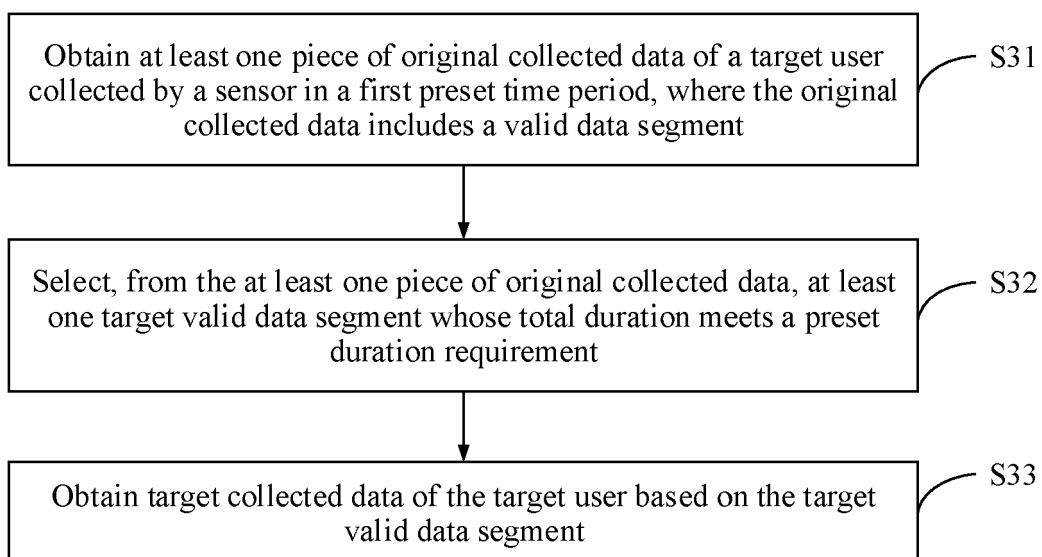 Obtain at least one piece of original collected data of a target user
collected by a sensor in a first preset time period, where the original
collected data includes a valid data segment
S31
Select, from the at least one piece of original collected data, at least
one target valid data segment whose total duration meets a preset
duration requirement
S32
Obtain target collected data of the target user based on the target
valid data segment
S33